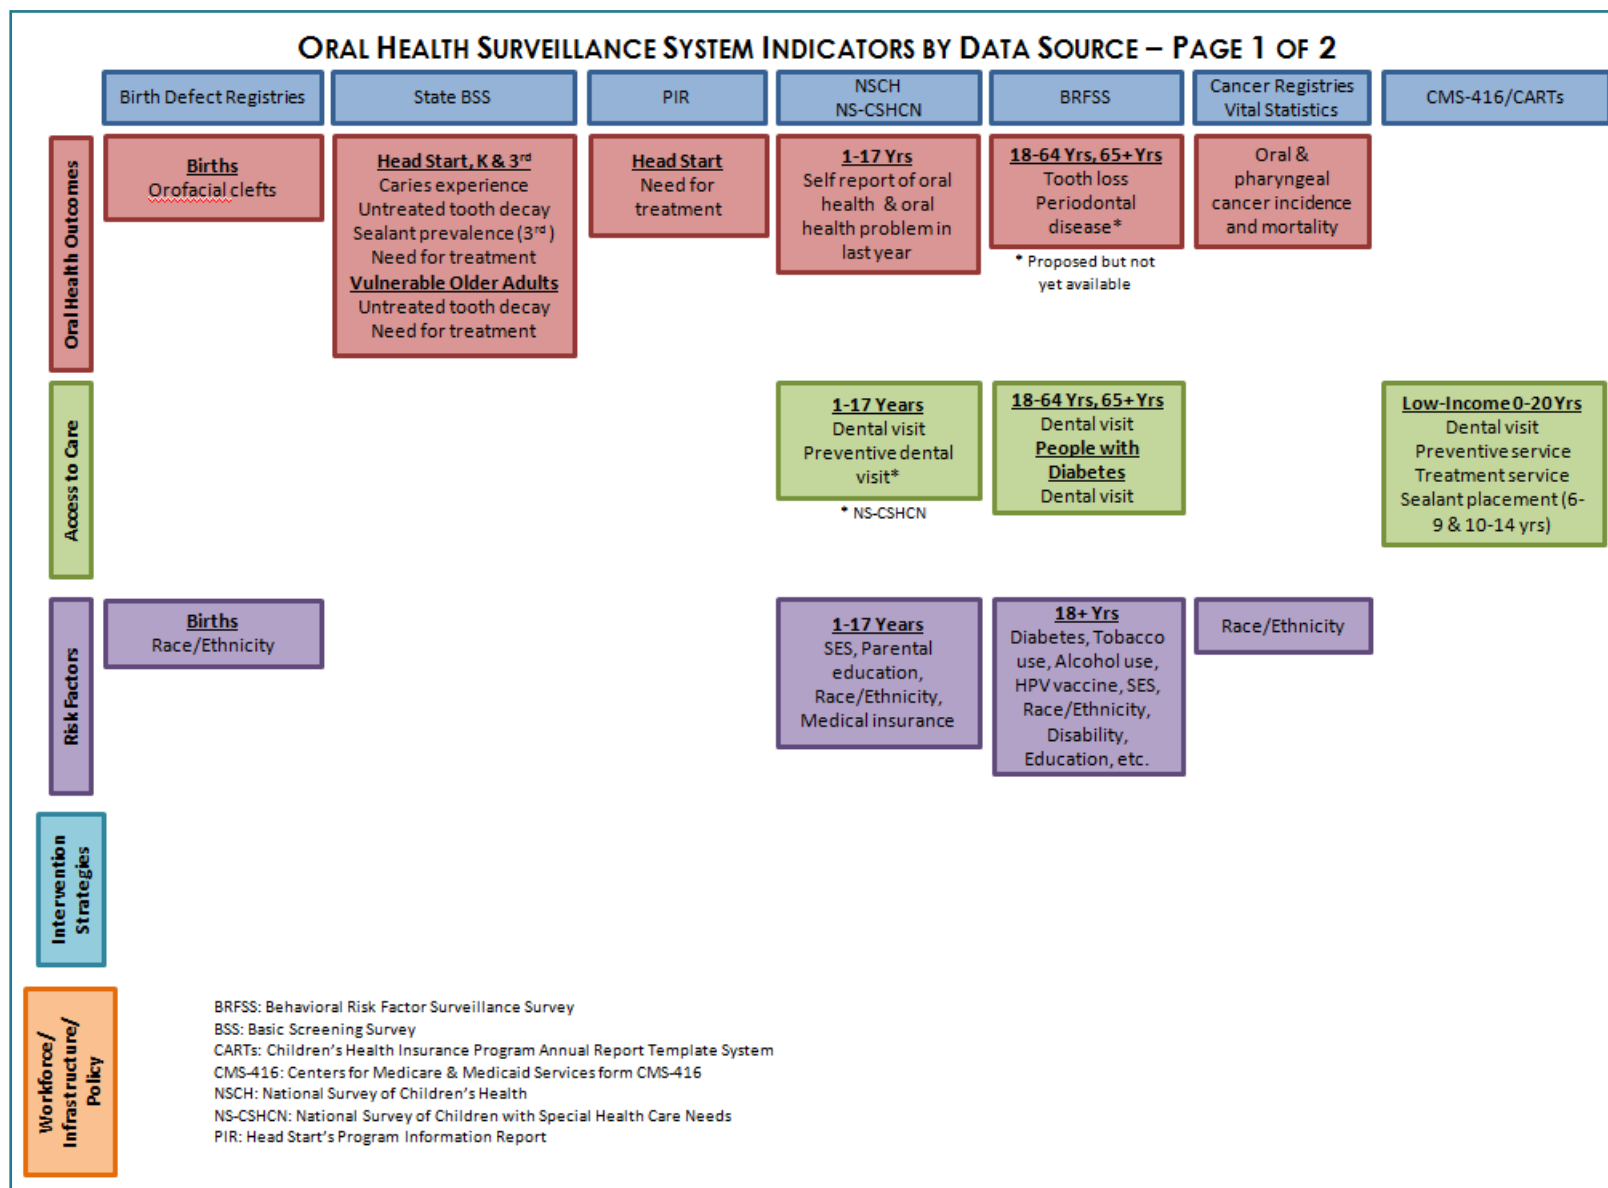 ORAL HEALTH SURVEILLANCE SYSTEM INDICATORS BY DATA SOURCE – PAGE 1 OF 2
Birth Defect Registries
State BSS
PIR
NSCH
NS-CSHCN
BRFSS
Cancer Registries
Vital Statistics
CMS-416/CARTs
Oral Health Outcomes
Births
Orofacial clefts
Head Start, K & 3rd
Caries experience
Untreated tooth decay
Sealant prevalence (3rd)
Need for treatment
Vulnerable Older Adults
Untreated tooth decay
Need for treatment
Head Start
Need for
treatment
1-17 Yrs
Self report of oral
health & oral
health problem in
last year
18-64 Yrs, 65+ Yrs
Tooth loss
Periodontal
disease*
* Proposed but not
yet available
Oral &
pharyngeal
cancer incidence
and mortality
Access to Care
1-17 Years
Dental visit
Preventive dental
visit*
* NS-CSHCN
18-64 Yrs, 65+ Yrs
Dental visit
People with
Diabetes
Dental visit
Low-Income 0-20 Yrs
Dental visit
Preventive service
Treatment service
Sealant placement (6-
9 & 10-14 yrs)
Risk Factors
Births
Race/Ethnicity
1-17 Years
SES, Parental
education,
Race/Ethnicity,
Medical insurance
18+ Yrs
Diabetes, Tobacco
use, Alcohol use,
HPV vaccine, SES,
Race/Ethnicity,
Disability,
Education, etc.
Race/Ethnicity
Intervention
Strategies
Workforce/
Infrastructure/
Policy
BRFSS: Behavioral Risk Factor Surveillance Survey
BSS: Basic Screening Survey
CARTs: Children's Health Insurance Program Annual Report Template System
CMS-416: Centers for Medicare & Medicaid Services form CMS-416
NSCH: National Survey of Children's Health
NS-CSHCN: National Survey of Children with Special Health Care Needs
PIR: Head Start's Program Information Report